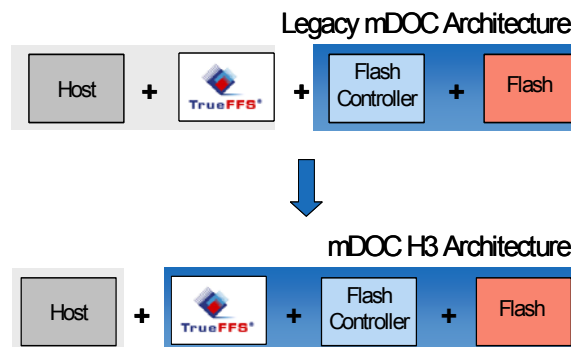 Legacy mDOC Architecture
Host + TrueFFS® + Flash Controller + Flash
mDOC H3 Architecture
Host + TrueFFS® + Flash Controller + Flash